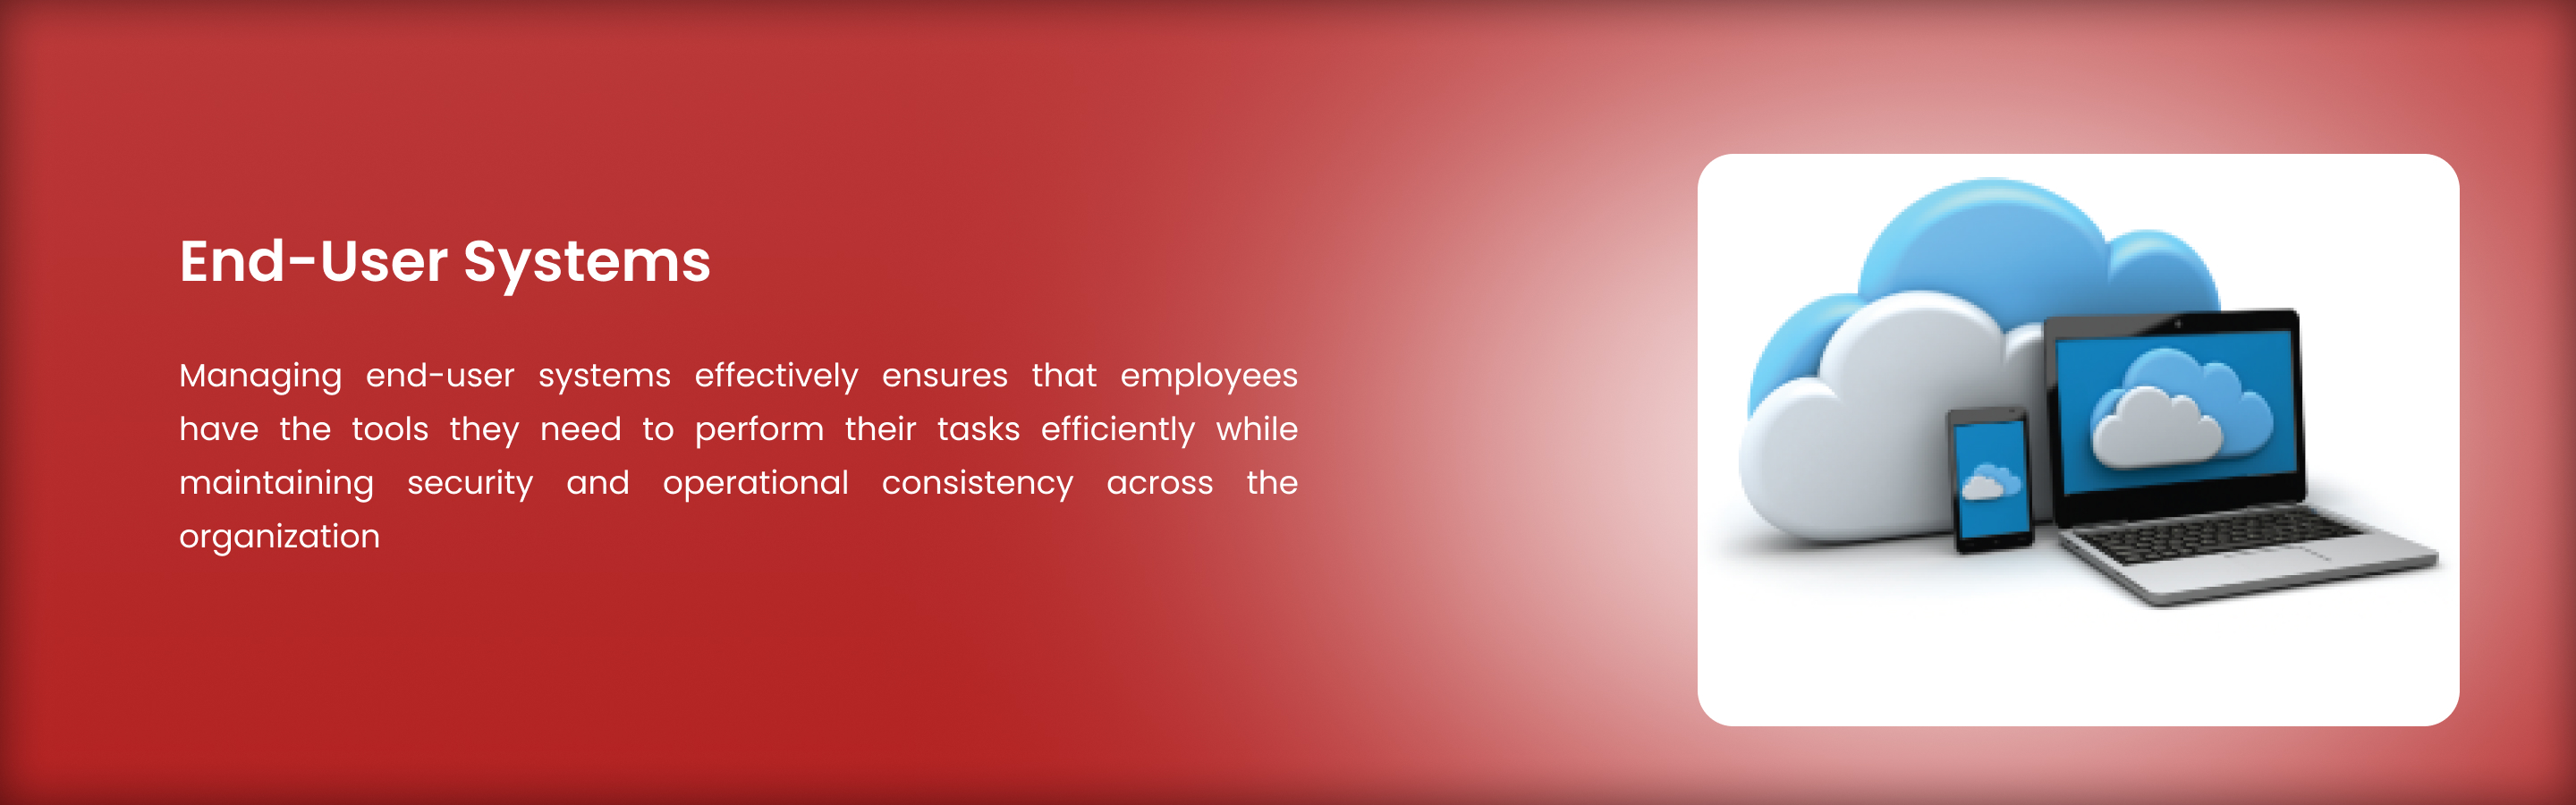 End-User Systems
Managing end-user systems effectively ensures that employees
have the tools they need to perform their tasks efficiently while
maintaining security and operational consistency across the
organization